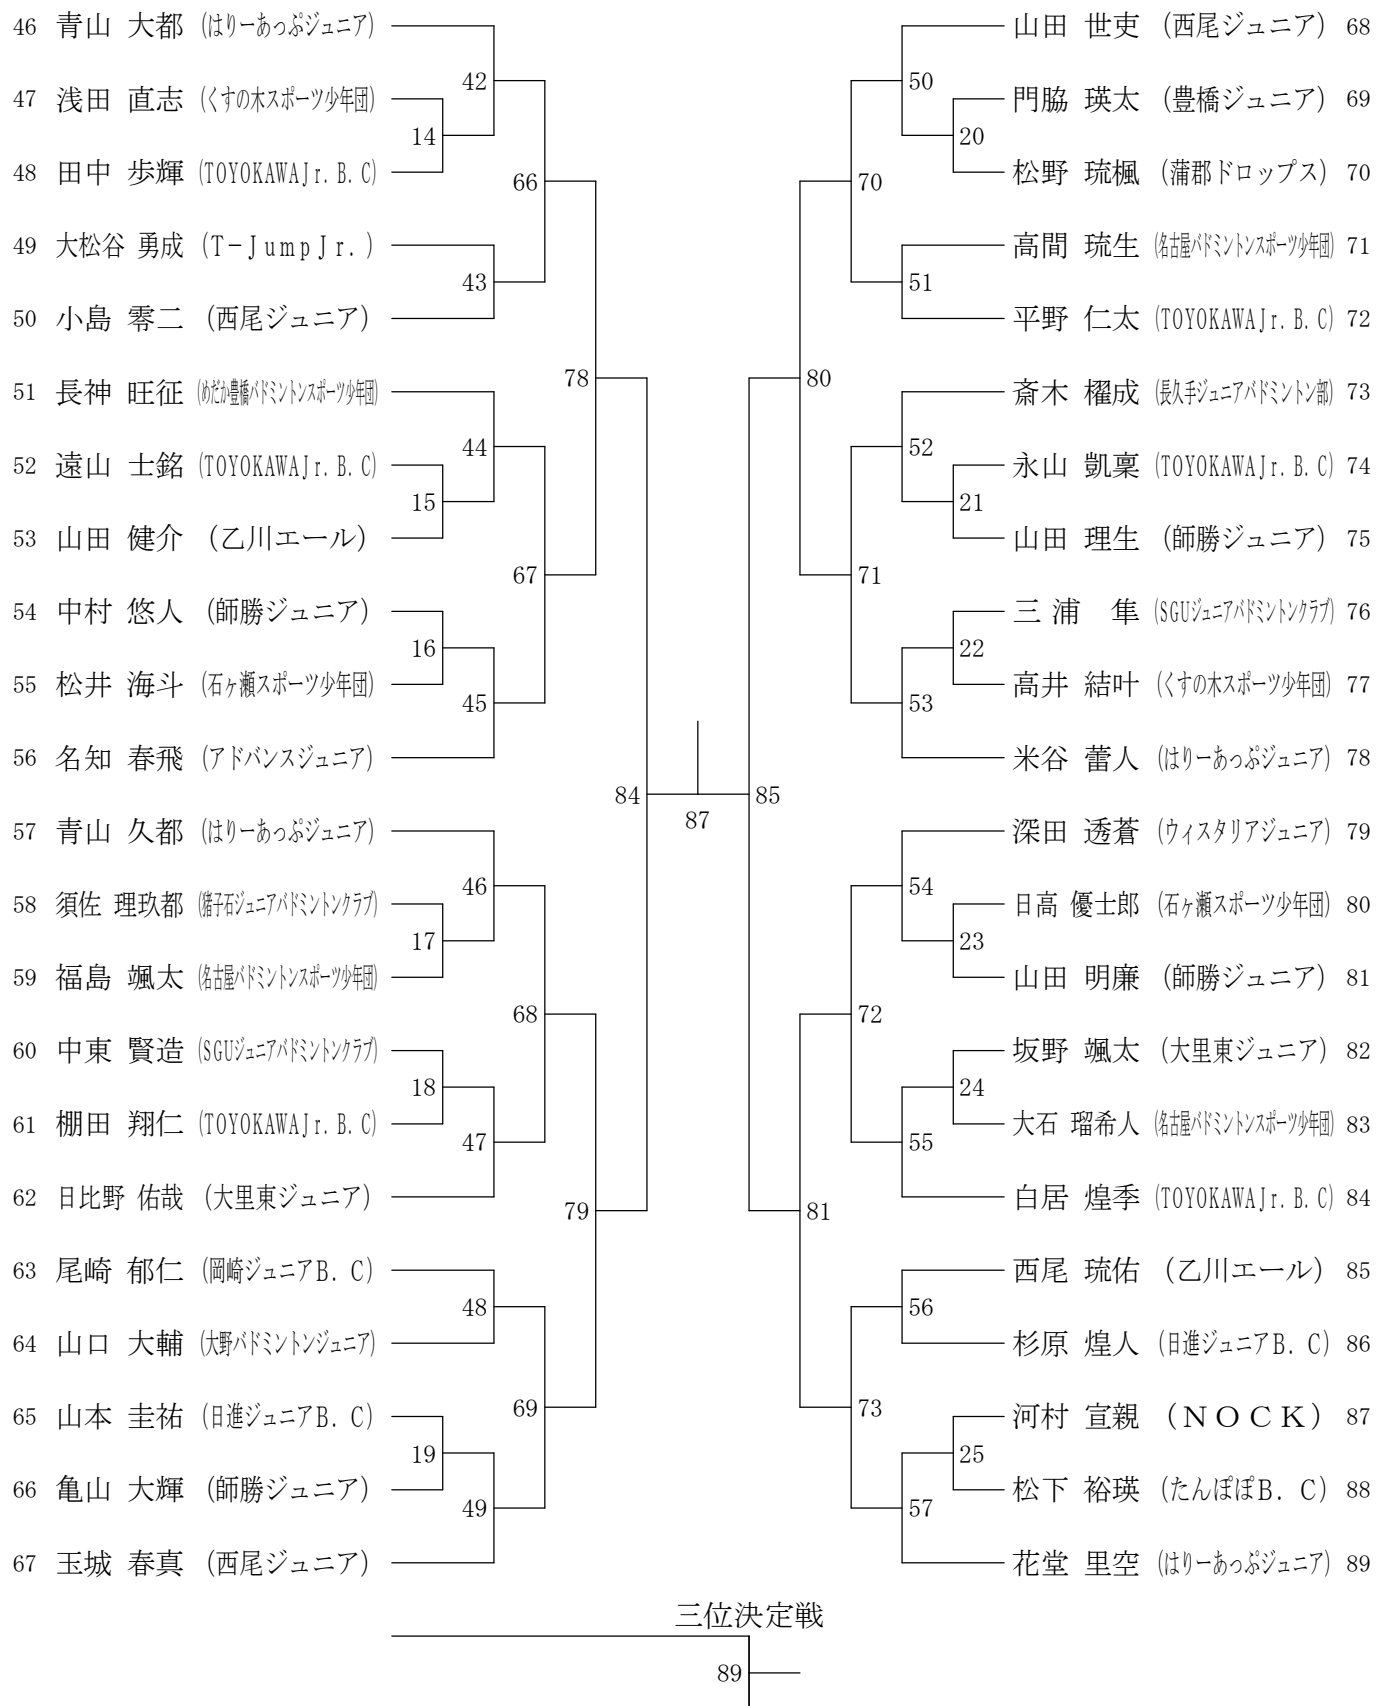 46 青山 大都 (はりーあっぷジュニア)
47 浅田 直志 (くすの木スポーツ少年団)
48 田中 歩輝 (TOYOKAWAJr.B.C)
49 大松谷 勇成 (T-JumpJr.)
50 小島 零二 (西尾ジュニア)
51 長神 旺征 (めだか豊橋バドミントンスポーツ少年団)
52 遠山 士銘 (TOYOKAWAJr.B.C)
53 山田 健介 (乙川エール)
54 中村 悠人 (師勝ジュニア)
55 松井 海斗 (石ヶ瀬スポーツ少年団)
56 名知 春飛 (アドバンスジュニア)
57 青山 久都 (はりーあっぷジュニア)
58 須佐 理玖都 (猪子石ジュニアバドミントンクラブ)
59 福島 颯太 (名古屋バドミントンスポーツ少年団)
60 中東 賢造 (SGUジュニアバドミントンクラブ)
61 棚田 翔仁 (TOYOKAWAJr.B.C)
62 日比野 佑哉 (大里東ジュニア)
63 尾崎 郁仁 (岡崎ジュニアB.C)
64 山口 大輔 (大野バドミントンジュニア)
65 山本 圭祐 (日進ジュニアB.C)
66 亀山 大輝 (師勝ジュニア)
67 玉城 春真 (西尾ジュニア)
14
15
16
17
18
19
42
43
44
45
46
47
48
49
66
67
68
69
78
79
84
87
85
80
81
70
71
72
73
50
51
52
53
54
55
56
57
20
21
22
23
24
25
山田 世吏 (西尾ジュニア) 68
門脇 瑛太 (豊橋ジュニア) 69
松野 琉楓 (蒲郡ドロップス) 70
高間 琉生 (名古屋バドミントンスポーツ少年団) 71
平野 仁太 (TOYOKAWAJr.B.C) 72
斎木 櫂成 (長久手ジュニアバドミントン部) 73
永山 凱稟 (TOYOKAWAJr.B.C) 74
山田 理生 (師勝ジュニア) 75
三浦 隼 (SGUジュニアバドミントンクラブ) 76
高井 結叶 (くすの木スポーツ少年団) 77
米谷 蕾人 (はりーあっぷジュニア) 78
深田 透蒼 (ウィスタリアジュニア) 79
日高 優士郎 (石ヶ瀬スポーツ少年団) 80
山田 明廉 (師勝ジュニア) 81
坂野 颯太 (大里東ジュニア) 82
大石 瑠希人 (名古屋バドミントンスポーツ少年団) 83
白居 煌季 (TOYOKAWAJr.B.C) 84
西尾 琉佑 (乙川エール) 85
杉原 煌人 (日進ジュニアB.C) 86
河村 宣親 (NOCK) 87
松下 裕瑛 (たんぽぽB.C) 88
花堂 里空 (はりーあっぷジュニア) 89
三位決定戦
89